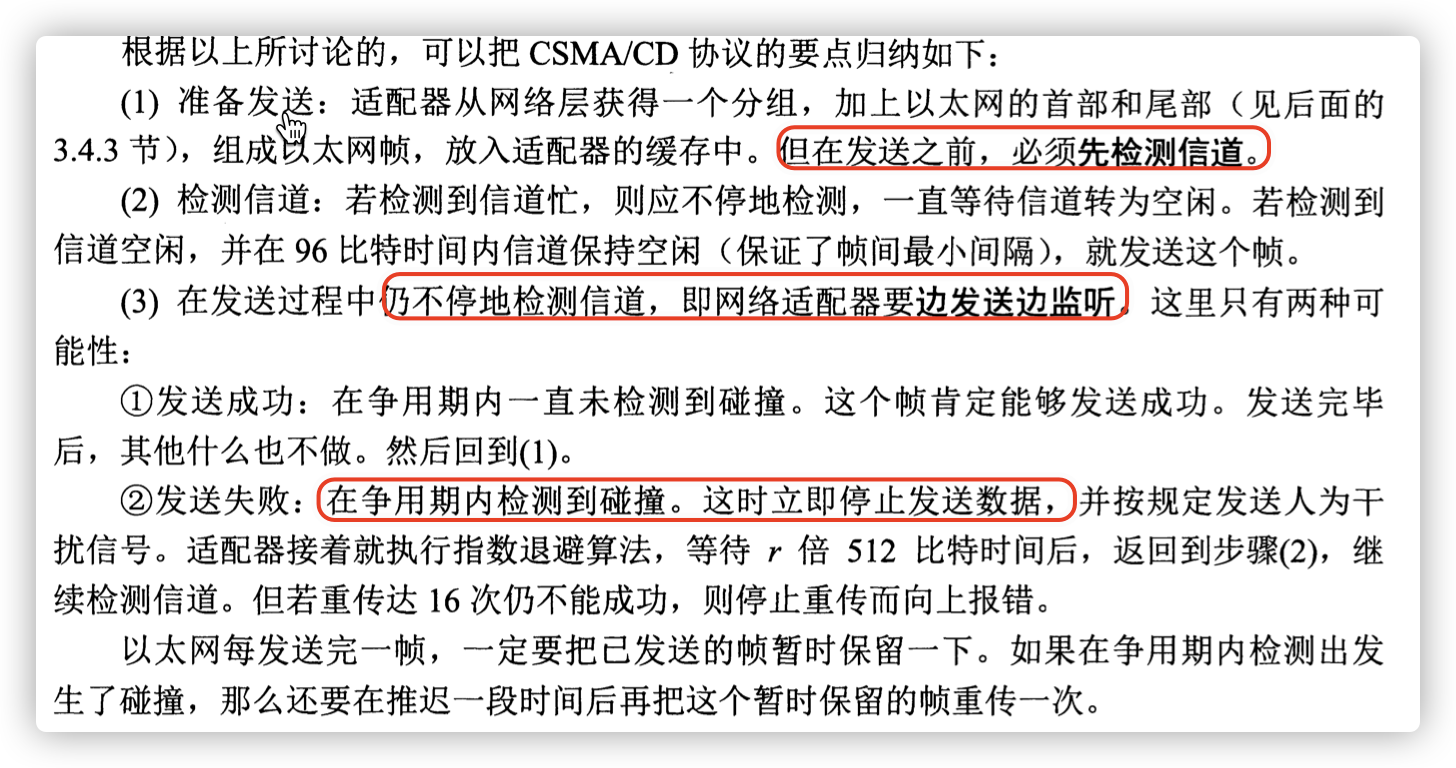 根据以上所讨论的，可以把 CSMA/CD 协议的要点归纳如下：
(1) 准备发送：适配器从网络层获得一个分组，加上以太网的首部和尾部（见后面的
3.4.3 节），组成以太网帧，放入适配器的缓存中。但在发送之前，必须先检测信道。
(2) 检测信道：若检测到信道忙，则应不停地检测，一直等待信道转为空闲。若检测到
信道空闲，并在 96 比特时间内信道保持空闲（保证了帧间最小间隔），就发送这个帧。
(3) 在发送过程中仍不停地检测信道，即网络适配器要边发送边监听。这里只有两种可
能性：
①发送成功：在争用期内一直未检测到碰撞。这个帧肯定能够发送成功。发送完毕
后，其他什么也不做。然后回到(1)。
②发送失败：在争用期内检测到碰撞。这时立即停止发送数据，并按规定发送人为干
扰信号。适配器接着就执行指数退避算法，等待 r 倍 512 比特时间后，返回到步骤(2)，继
续检测信道。但若重传达 16 次仍不能成功，则停止重传而向上报错。
以太网每发送完一帧，一定要把已发送的帧暂时保留一下。如果在争用期内检测出发
生了碰撞，那么还要在推迟一段时间后再把这个暂时保留的帧重传一次。